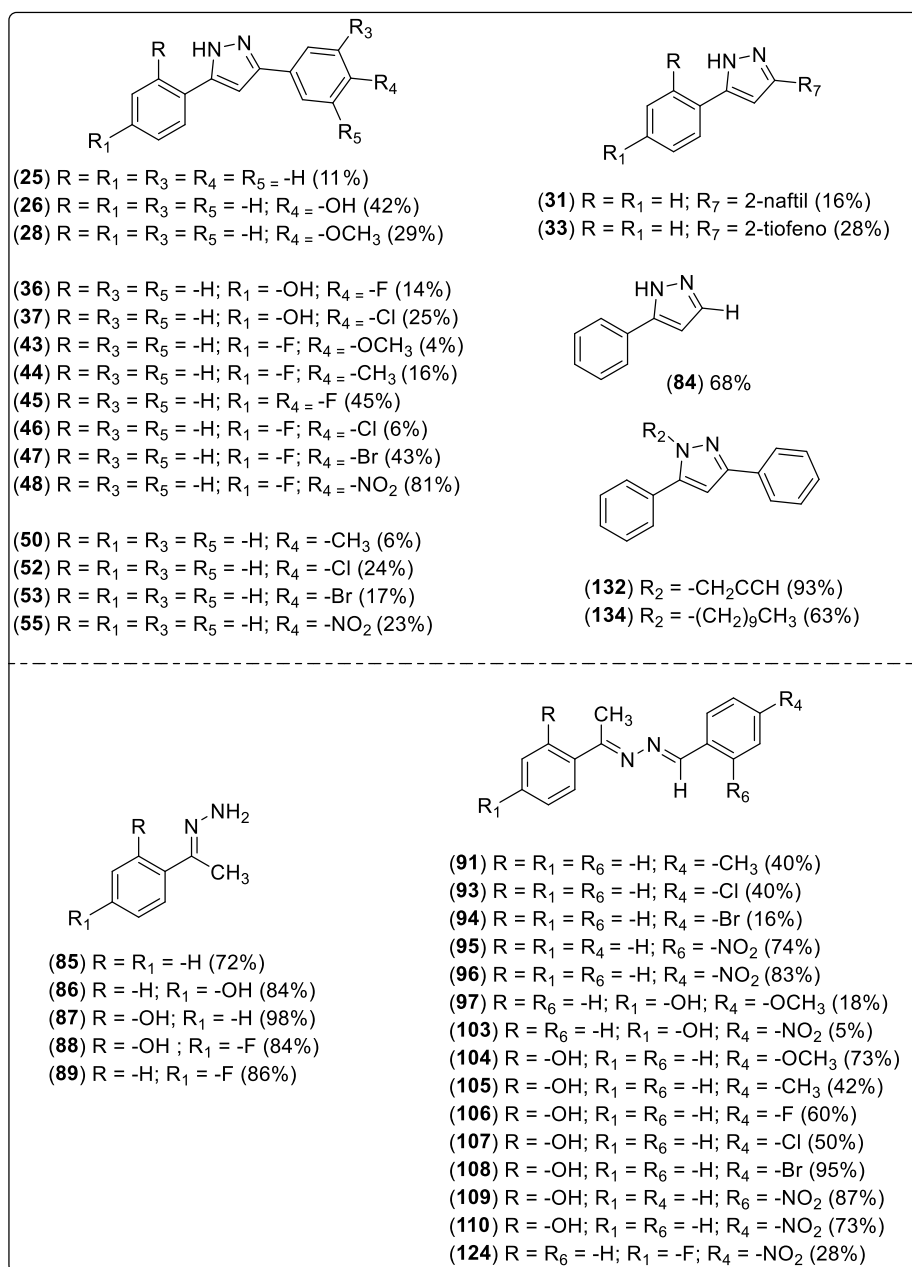 R
HN
N
R3
R4
R5
R1
(25) R = R1 = R3 = R4 = R5 = -H (11%)
(26) R = R1 = R3 = R5 = -H; R4 = -OH (42%)
(28) R = R1 = R3 = R5 = -H; R4 = -OCH3 (29%)
(36) R = R3 = R5 = -H; R1 = -OH; R4 = -F (14%)
(37) R = R3 = R5 = -H; R1 = -OH; R4 = -Cl (25%)
(43) R = R3 = R5 = -H; R1 = -F; R4 = -OCH3 (4%)
(44) R = R3 = R5 = -H; R1 = -F; R4 = -CH3 (16%)
(45) R = R3 = R5 = -H; R1 = R4 = -F (45%)
(46) R = R3 = R5 = -H; R1 = -F; R4 = -Cl (6%)
(47) R = R3 = R5 = -H; R1 = -F; R4 = -Br (43%)
(48) R = R3 = R5 = -H; R1 = -F; R4 = -NO2 (81%)
(50) R = R1 = R3 = R5 = -H; R4 = -CH3 (6%)
(52) R = R1 = R3 = R5 = -H; R4 = -Cl (24%)
(53) R = R1 = R3 = R5 = -H; R4 = -Br (17%)
(55) R = R1 = R3 = R5 = -H; R4 = -NO2 (23%)
R
HN
N
R7
R1
(31) R = R1 = H; R7 = 2-naftil (16%)
(33) R = R1 = H; R7 = 2-tiofeno (28%)
HN
N
H
(84) 68%
R2
N
N
(132) R2 = -CH2CCH (93%)
(134) R2 = -(CH2)9CH3 (63%)
R
N
NH2
CH3
R1
(85) R = R1 = -H (72%)
(86) R = -H; R1 = -OH (84%)
(87) R = -OH; R1 = -H (98%)
(88) R = -OH ; R1 = -F (84%)
(89) R = -H; R1 = -F (86%)
R
CH3
R4
N
N
H
R6
R1
(91) R = R1 = R6 = -H; R4 = -CH3 (40%)
(93) R = R1 = R6 = -H; R4 = -Cl (40%)
(94) R = R1 = R6 = -H; R4 = -Br (16%)
(95) R = R1 = R4 = -H; R6 = -NO2 (74%)
(96) R = R1 = R6 = -H; R4 = -NO2 (83%)
(97) R = R6 = -H; R1 = -OH; R4 = -OCH3 (18%)
(103) R = R6 = -H; R1 = -OH; R4 = -NO2 (5%)
(104) R = -OH; R1 = R6 = -H; R4 = -OCH3 (73%)
(105) R = -OH; R1 = R6 = -H; R4 = -CH3 (42%)
(106) R = -OH; R1 = R6 = -H; R4 = -F (60%)
(107) R = -OH; R1 = R6 = -H; R4 = -Cl (50%)
(108) R = -OH; R1 = R6 = -H; R4 = -Br (95%)
(109) R = -OH; R1 = R4 = -H; R6 = -NO2 (87%)
(110) R = -OH; R1 = R6 = -H; R4 = -NO2 (73%)
(124) R = R6 = -H; R1 = -F; R4 = -NO2 (28%)